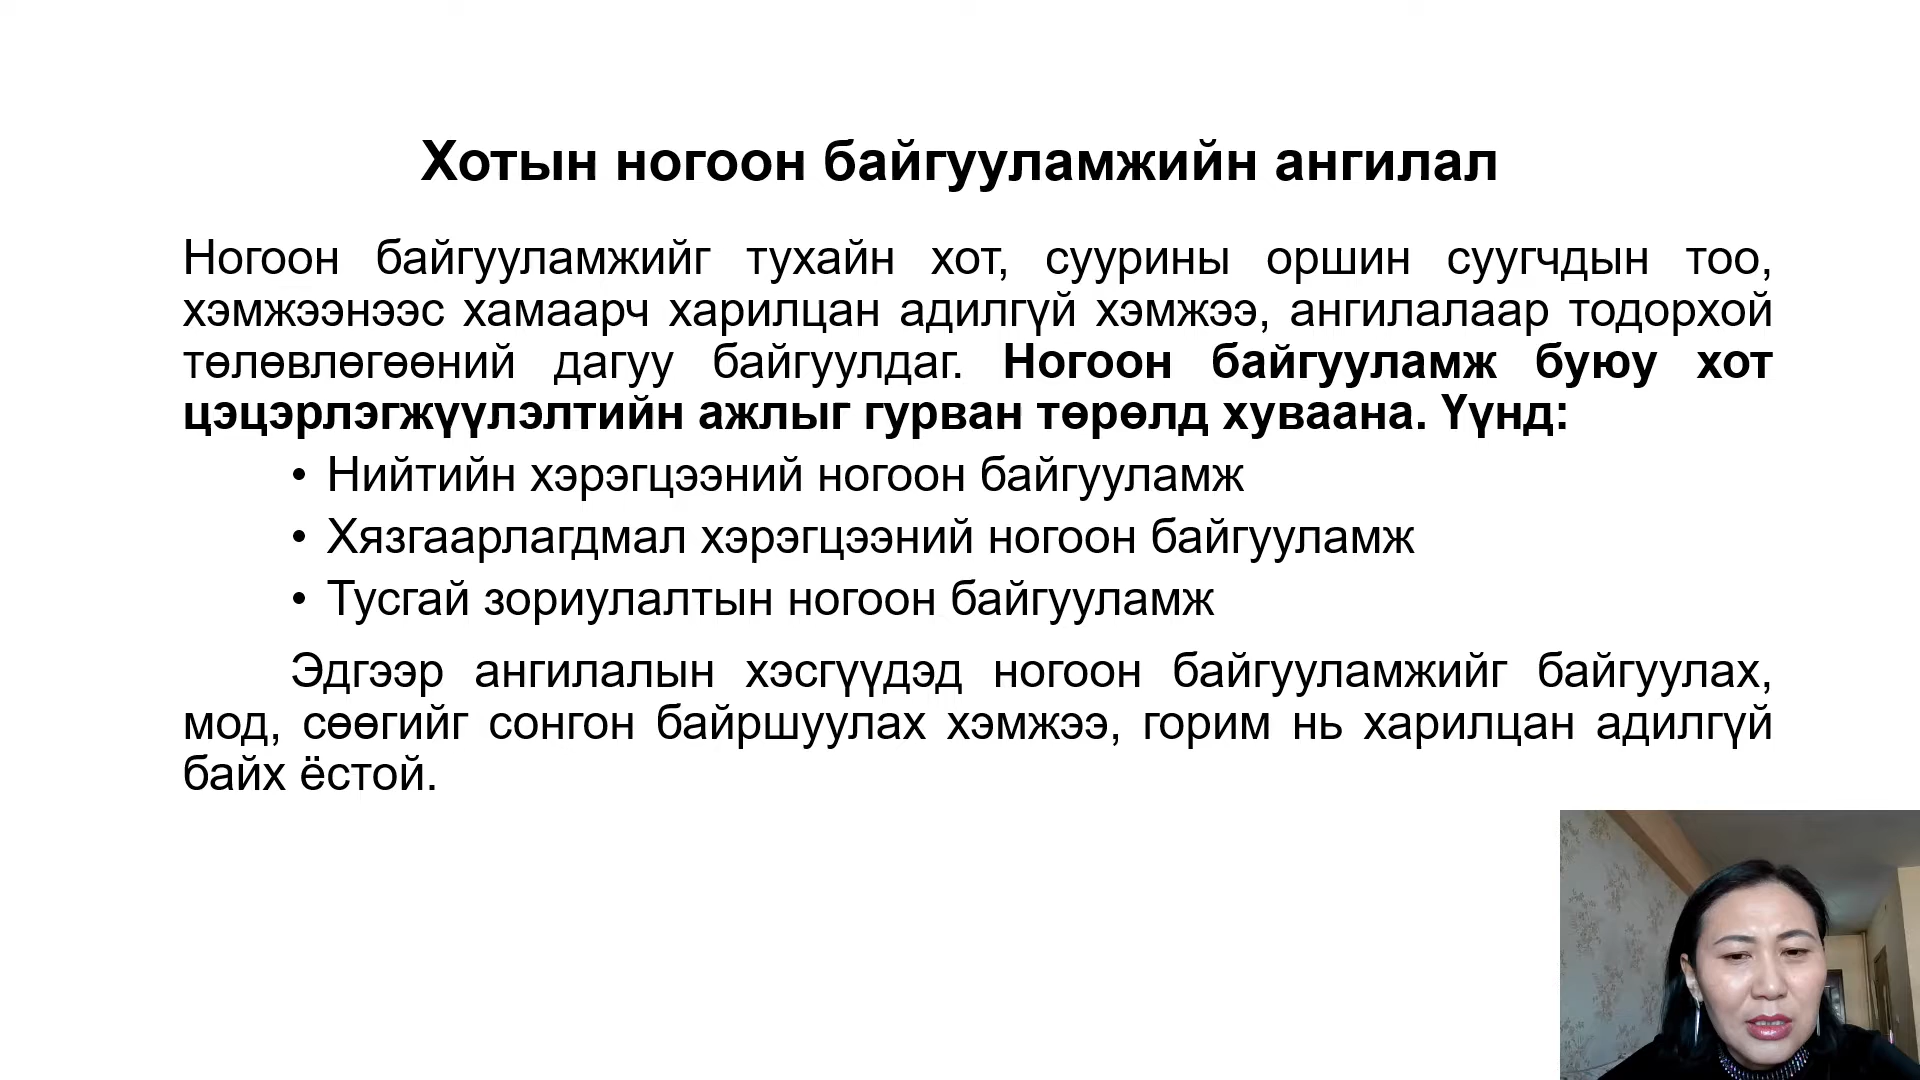 Хотын ногоон байгууламжийн ангилал
Ногоон байгууламжийг тухайн хот, суурины оршин суугчдын тоо,
хэмжээнээс хамаарч харилцан адилгүй хэмжээ, ангилалаар тодорхой
төлөвлөгөөний дагуу байгуулдаг. Ногоон байгууламж буюу хот
цэцэрлэгжүүлэлтийн ажлыг гурван төрөлд хуваана. Үүнд:
• Нийтийн хэрэгцээний ногоон байгууламж
• Хязгаарлагдмал хэрэгцээний ногоон байгууламж
• Тусгай зориулалтын ногоон байгууламж
Эдгээр ангилалын хэсгүүдэд ногоон байгууламжийг байгуулах,
мод, сөөгийг сонгон байршуулах хэмжээ, горим нь харилцан адилгүй
байх ёстой.